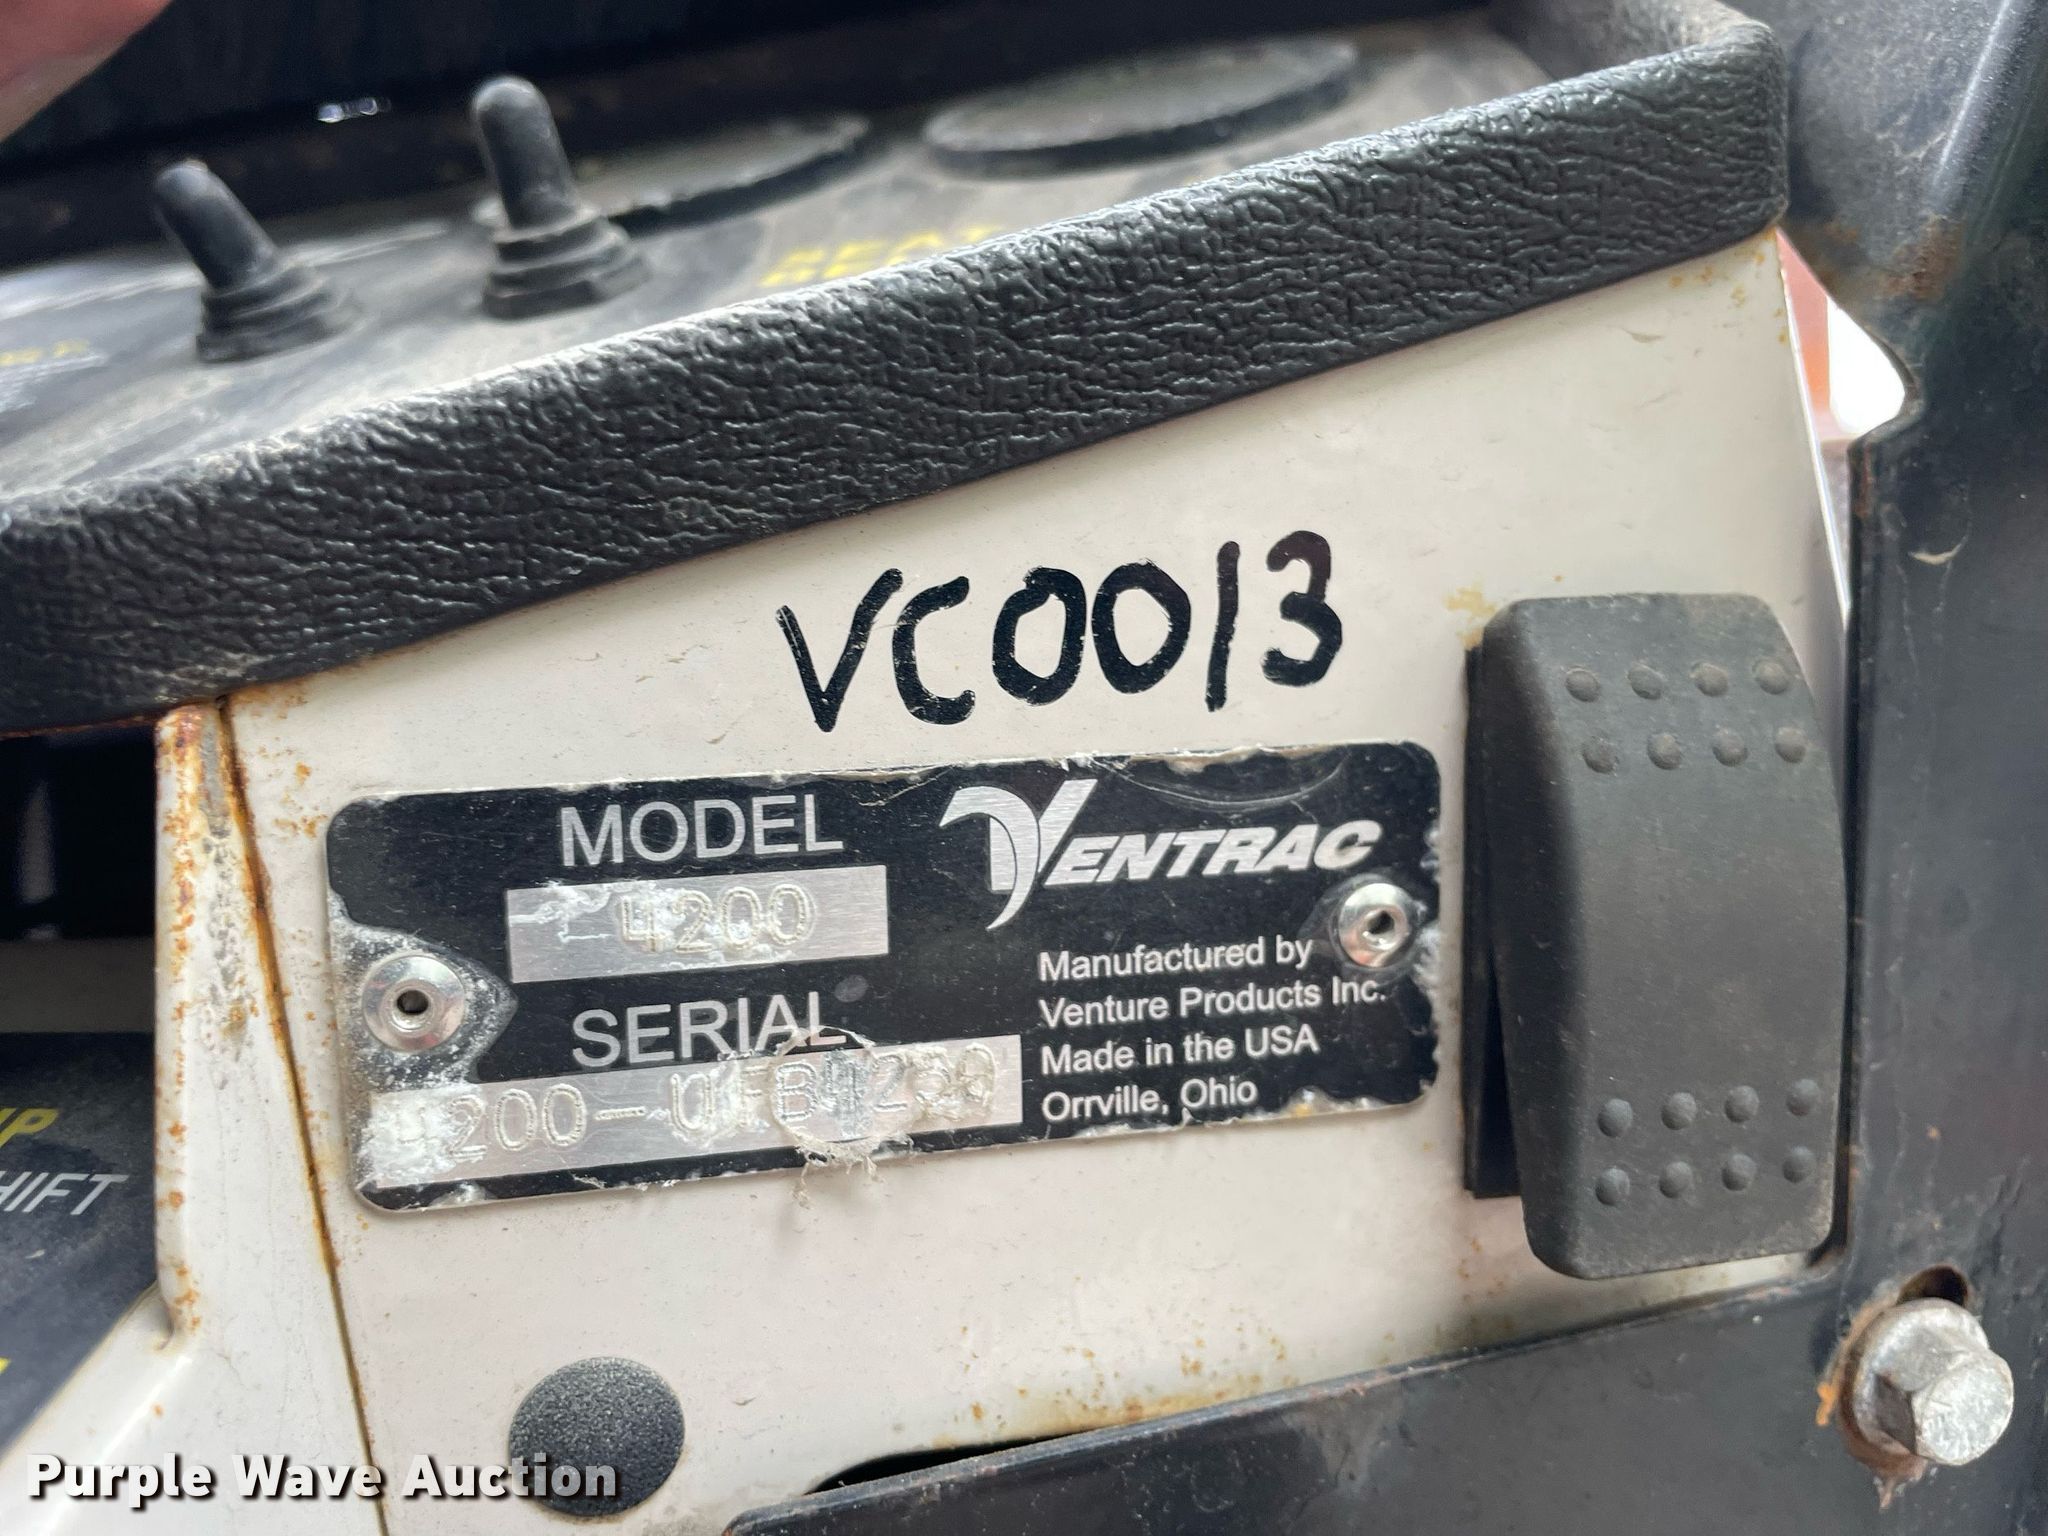 VC0013
MODEL
4200
VENTRAC
SERIAL
Manufactured by
Venture Products Inc.
Made in the USA
Orrville, Ohio
HIFT
Purple Wave Auction